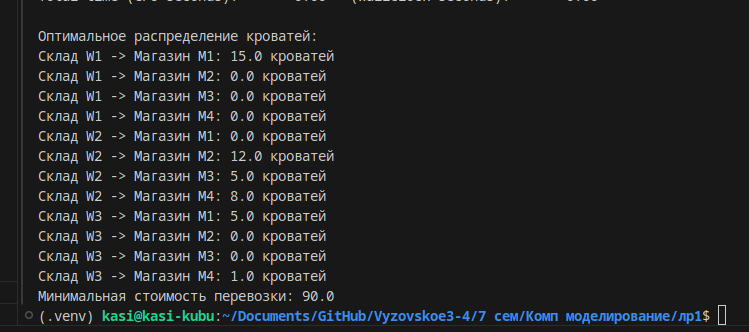 Оптимальное распределение кроватей:
Склад W1 -> Магазин M1: 15.0 кроватей
Склад W1 -> Магазин M2: 0.0 кроватей
Склад W1 -> Магазин M3: 0.0 кроватей
Склад W1 -> Магазин M4: 0.0 кроватей
Склад W2 -> Магазин M1: 0.0 кроватей
Склад W2 -> Магазин M2: 12.0 кроватей
Склад W2 -> Магазин M3: 5.0 кроватей
Склад W2 -> Магазин M4: 8.0 кроватей
Склад W3 -> Магазин M1: 5.0 кроватей
Склад W3 -> Магазин M2: 0.0 кроватей
Склад W3 -> Магазин M3: 0.0 кроватей
Склад W3 -> Магазин M4: 1.0 кроватей
Минимальная стоимость перевозки: 90.0
(.venv) kasi@kasi-kubu:~/Documents/GitHub/Vyzovskoe3-4/7 сем/Комп моделирование/лр1$